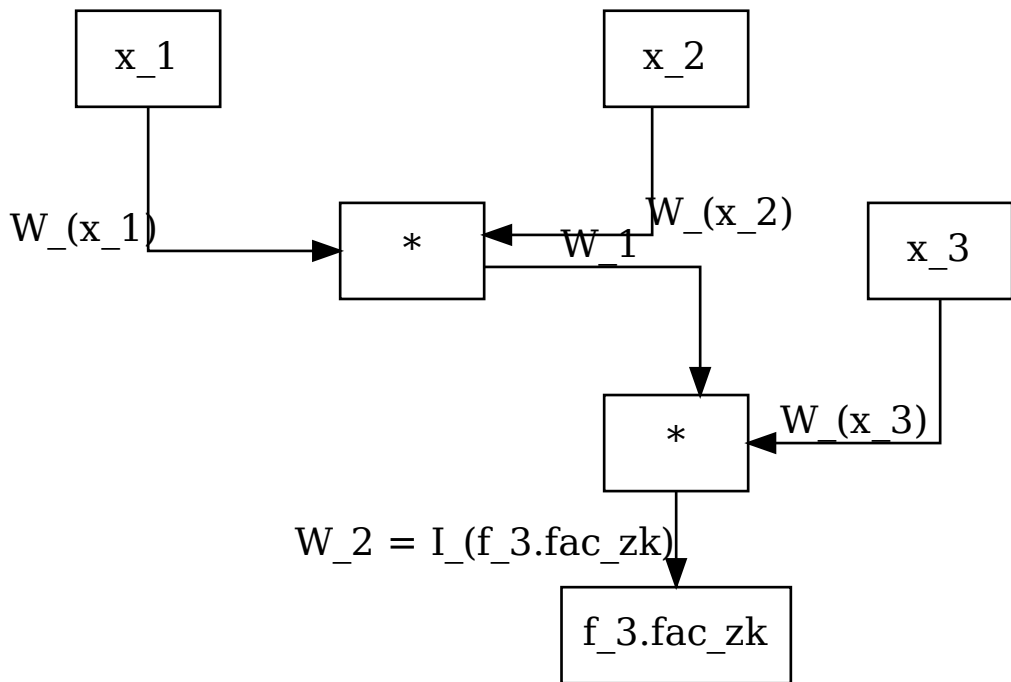 x_1
x_2
W_(x_1)
*
W_(x_2)
W_1
x_3
*
W_(x_3)
W_2 = I_(f_3.fac_zk)
f_3.fac_zk